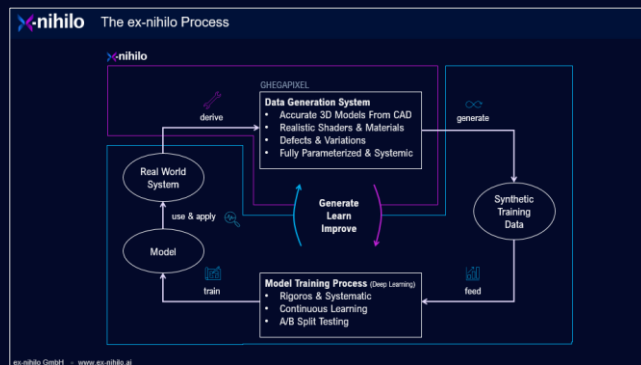 x-nihilo The ex-nihilo Process
x-nihilo
GHEGAPIXEL
derive
Data Generation System
• Accurate 3D Models From CAD
• Realistic Shaders & Materials
• Defects & Variations
• Fully Parameterized & Systemic
generate
Real World
System
Generate
Learn
Improve
Synthetic
Training
Data
use & apply
Model
train
Model Training Process (Deep Learning)
• Rigoros & Systematic
• Continuous Learning
• A/B Split Testing
feed
ex-nihilo GmbH - www.ex-nihilo.ai